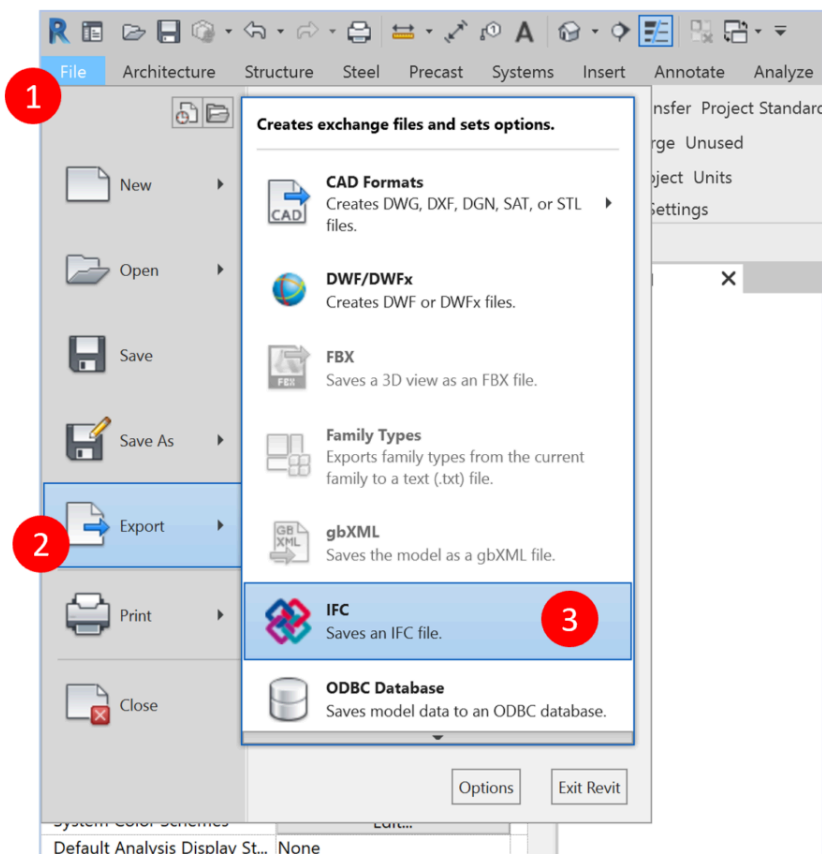 R
A
File Architecture Structure Steel Precast Systems Insert Annotate Analyze
1
Creates exchange files and sets options.
New
CAD
CAD Formats
Creates DWG, DXF, DGN, SAT, or STL
files.
Open
DWF/DWFx
Creates DWF or DWFx files.
Save
FBX
FBX
Saves a 3D view as an FBX file.
Save As
Family Types
Exports family types from the current
family to a text (.txt) file.
2
Export
GB
XML
gbXML
Saves the model as a gbXML file.
Print
IFC
Saves an IFC file.
3
Close
ODBC Database
Saves model data to an ODBC database.
Options Exit Revit
nsfer Project Standard
rge Unused
ject Units
Settings
System Color Schemes Edit...
Default Analysis Display St... None